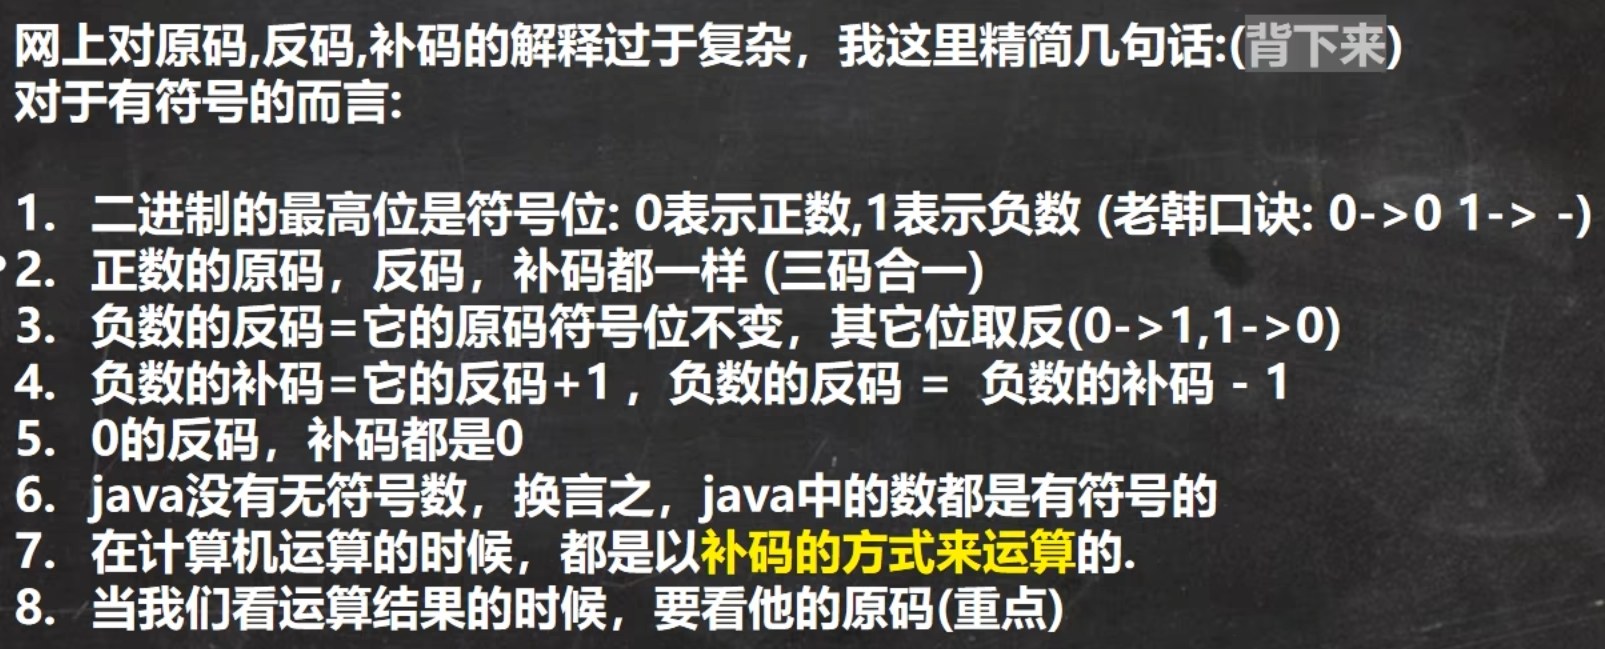 网上对原码,反码,补码的解释过于复杂，我这里精简几句话:(背下来)
对于有符号的而言:
1. 二进制的最高位是符号位: 0表示正数,1表示负数 (老韩口诀: 0->0 1-> -)
2. 正数的原码，反码，补码都一样 (三码合一)
3. 负数的反码=它的原码符号位不变，其它位取反(0->1,1->0)
4. 负数的补码=它的反码+1 ，负数的反码 = 负数的补码 - 1
5. 0的反码，补码都是0
6. java没有无符号数，换言之，java中的数都是有符号的
7. 在计算机运算的时候，都是以补码的方式来运算的.
8. 当我们看运算结果的时候，要看他的原码(重点)